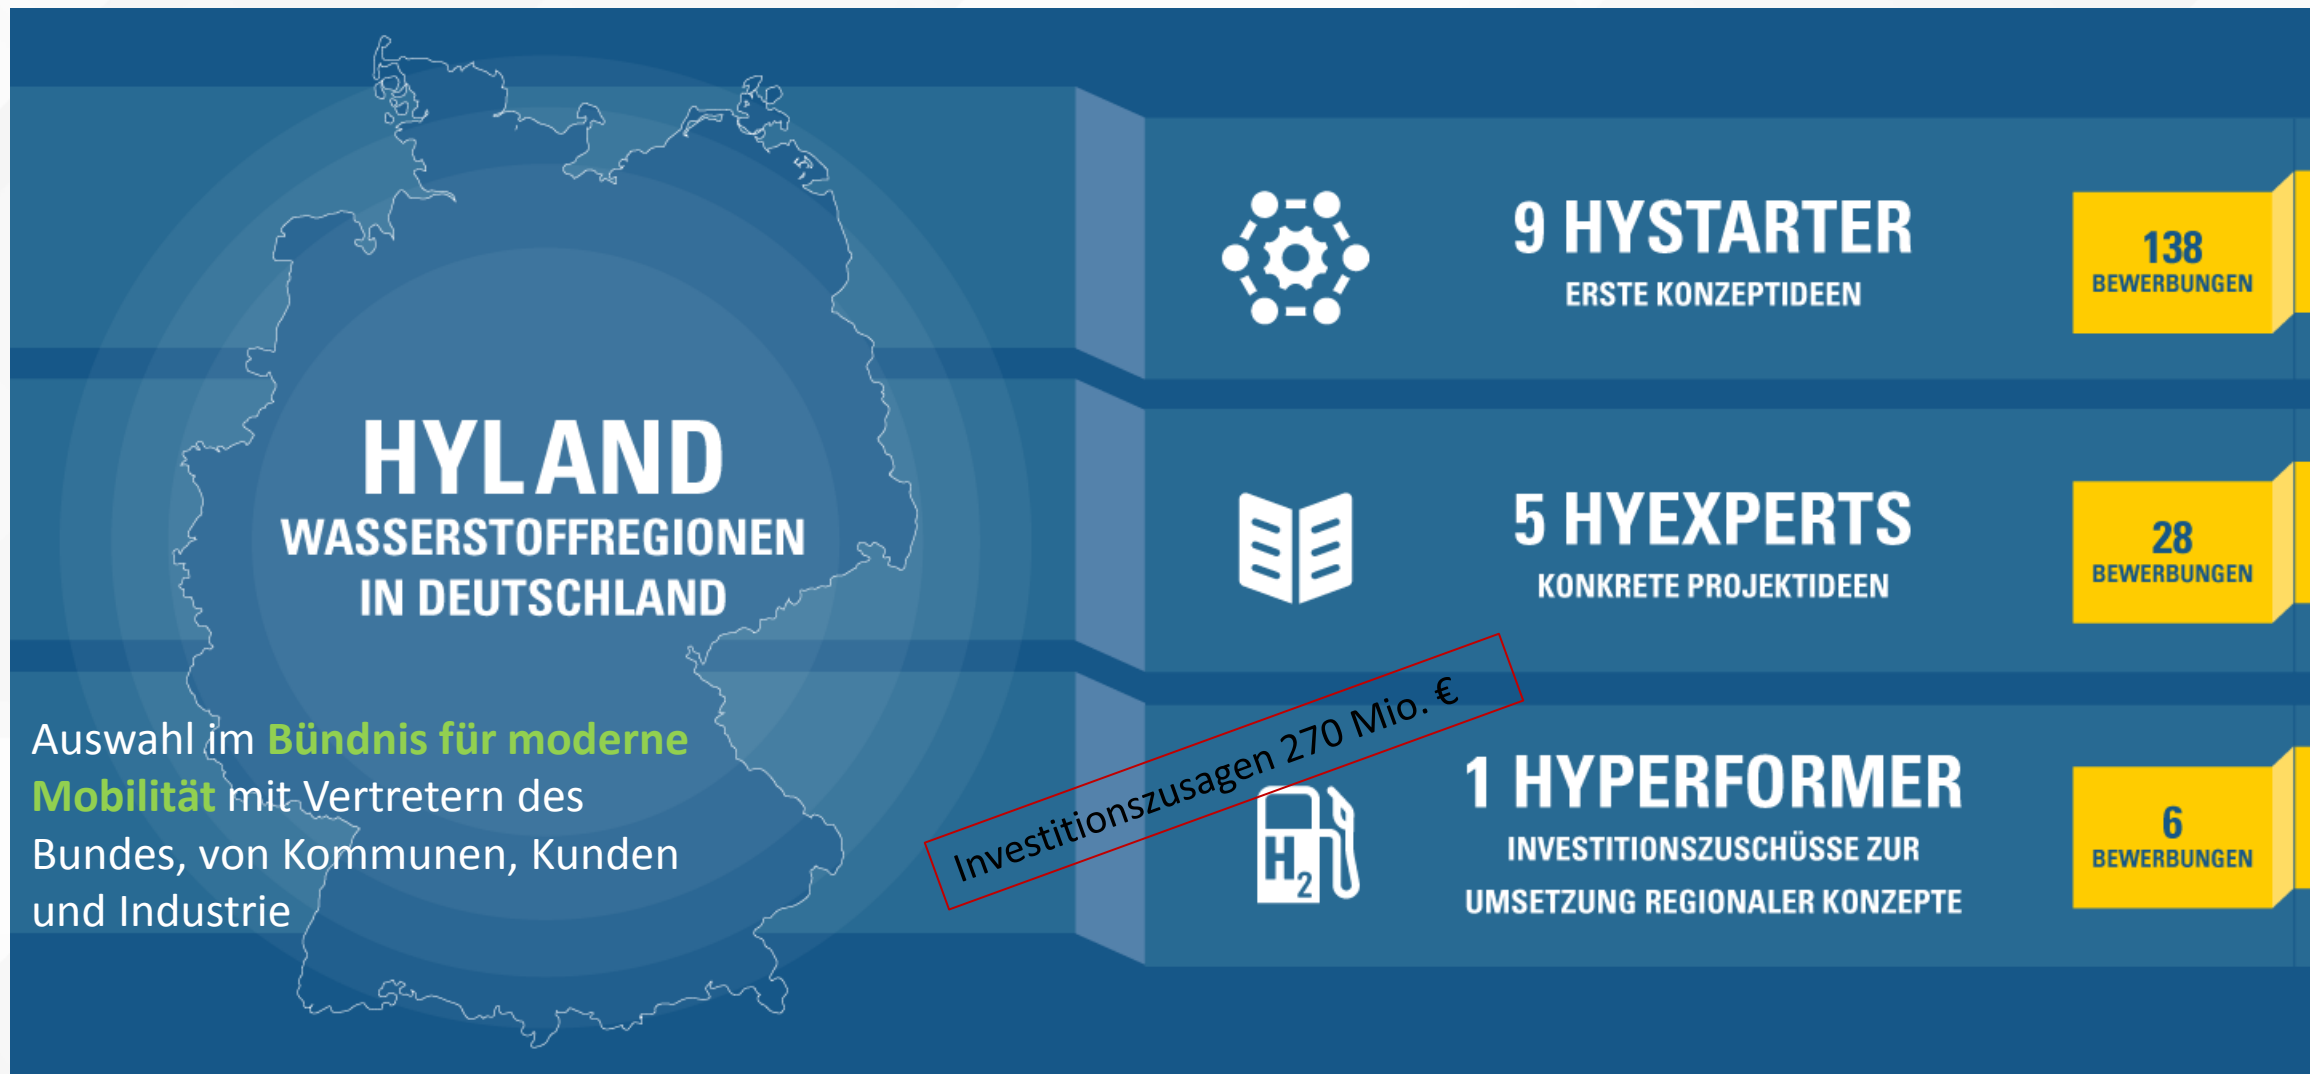 HYLAND
WASSERSTOFFREGIONEN
IN DEUTSCHLAND
Auswahl im Bündnis für moderne
Mobilität mit Vertretern des
Bundes, von Kommunen, Kunden
und Industrie
9 HYSTARTER
ERSTE KONZEPTIDEEN
138
BEWERBUNGEN
5 HYEXPERTS
KONKRETE PROJEKTIDEEN
28
BEWERBUNGEN
Investitionszusagen 270 Mio. €
H2
1 HYPERFORMER
INVESTITIONSZUSCHÜSSE ZUR
UMSETZUNG REGIONALER KONZEPTE
6
BEWERBUNGEN